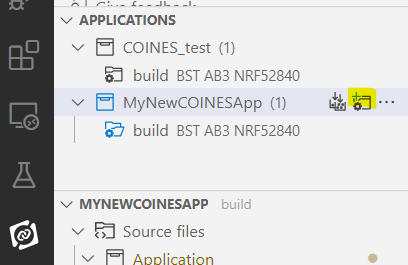 Give feedback
APPLICATIONS
COINES_test (1)
build BST AB3 NRF52840
MyNewCOINESApp (1)
build BST AB3 NRF52840
MYNEWCOINESAPP build
Source files
Application